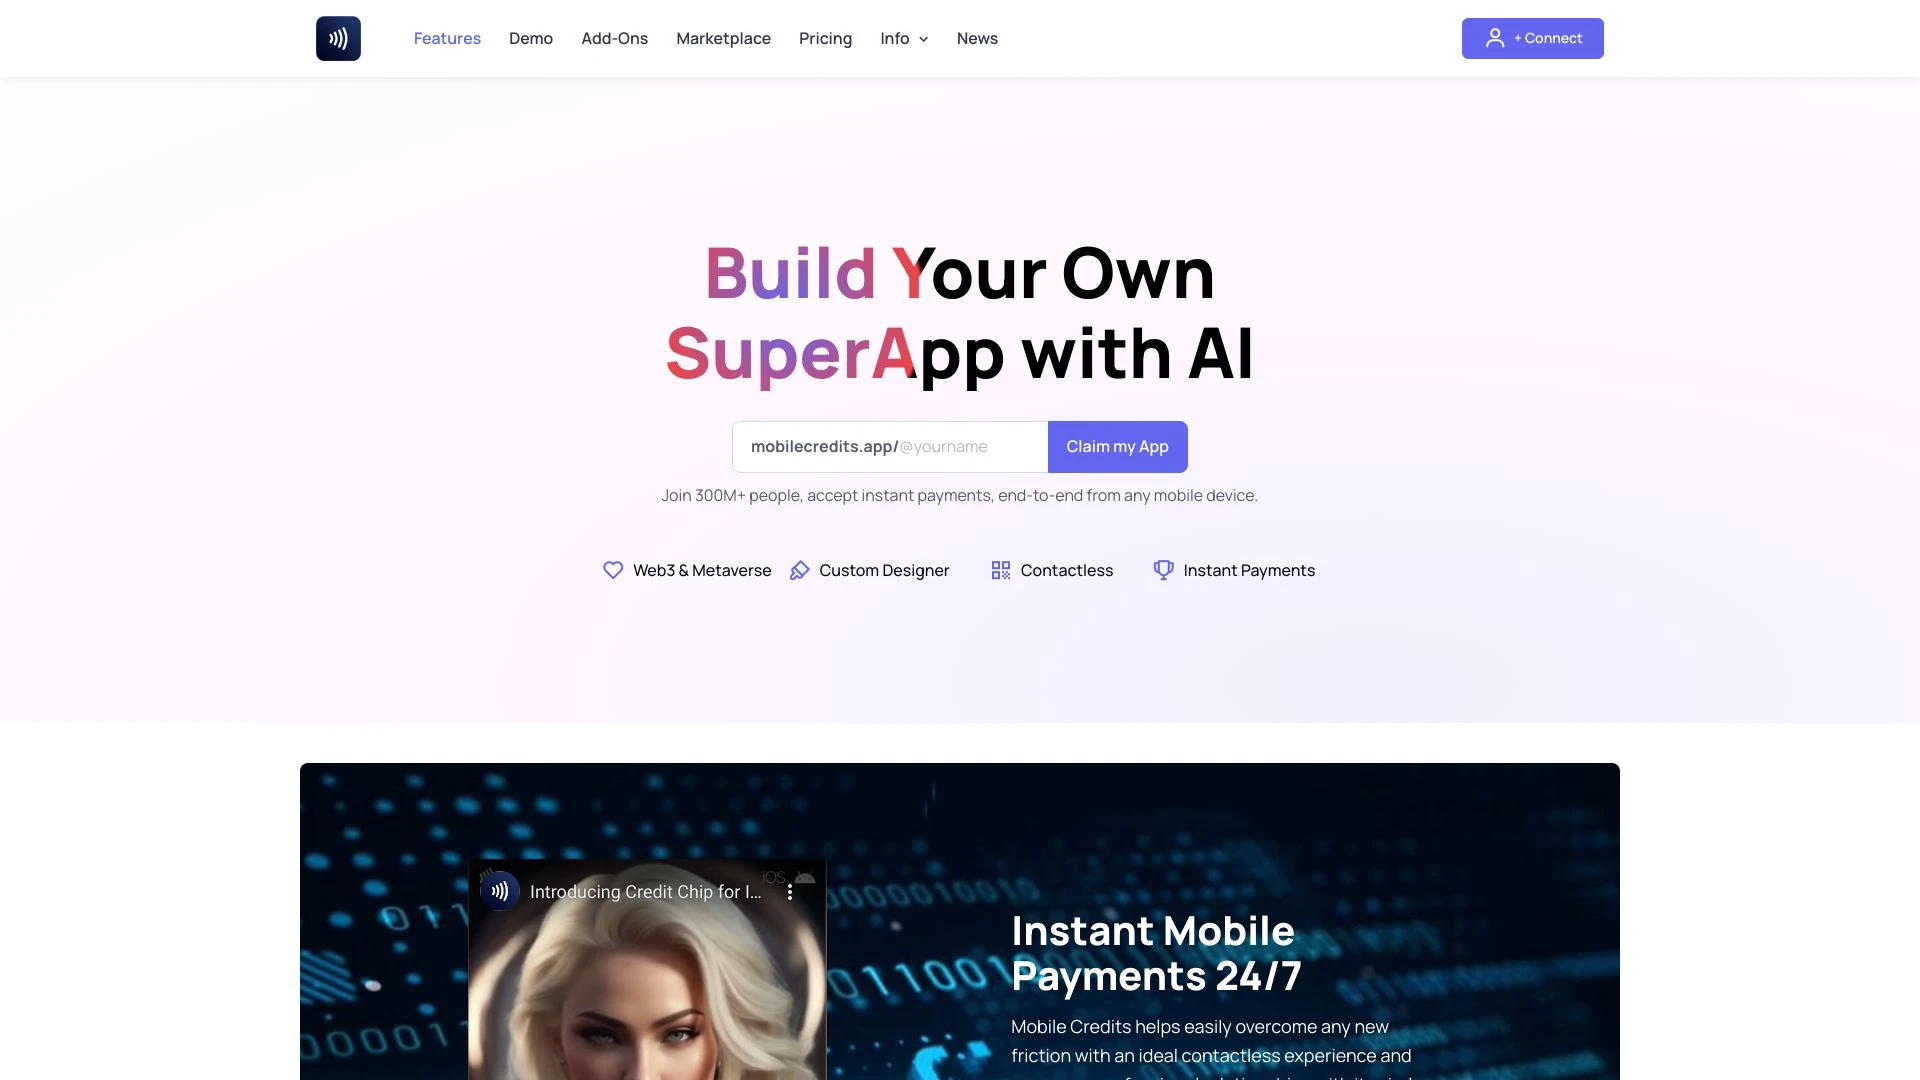 Features Demo Add-Ons Marketplace Pricing Info News + Connect
Build Your Own
SuperApp with AI
mobilecredits.app/@yourname Claim my App
Join 300M+ people, accept instant payments, end-to-end from any mobile device.
Web3 & Metaverse Custom Designer Contactless Instant Payments
iOS
Introducing Credit Chip for I...
Instant Mobile
Payments 24/7
Mobile Credits helps easily overcome any new
friction with an ideal contactless experience and